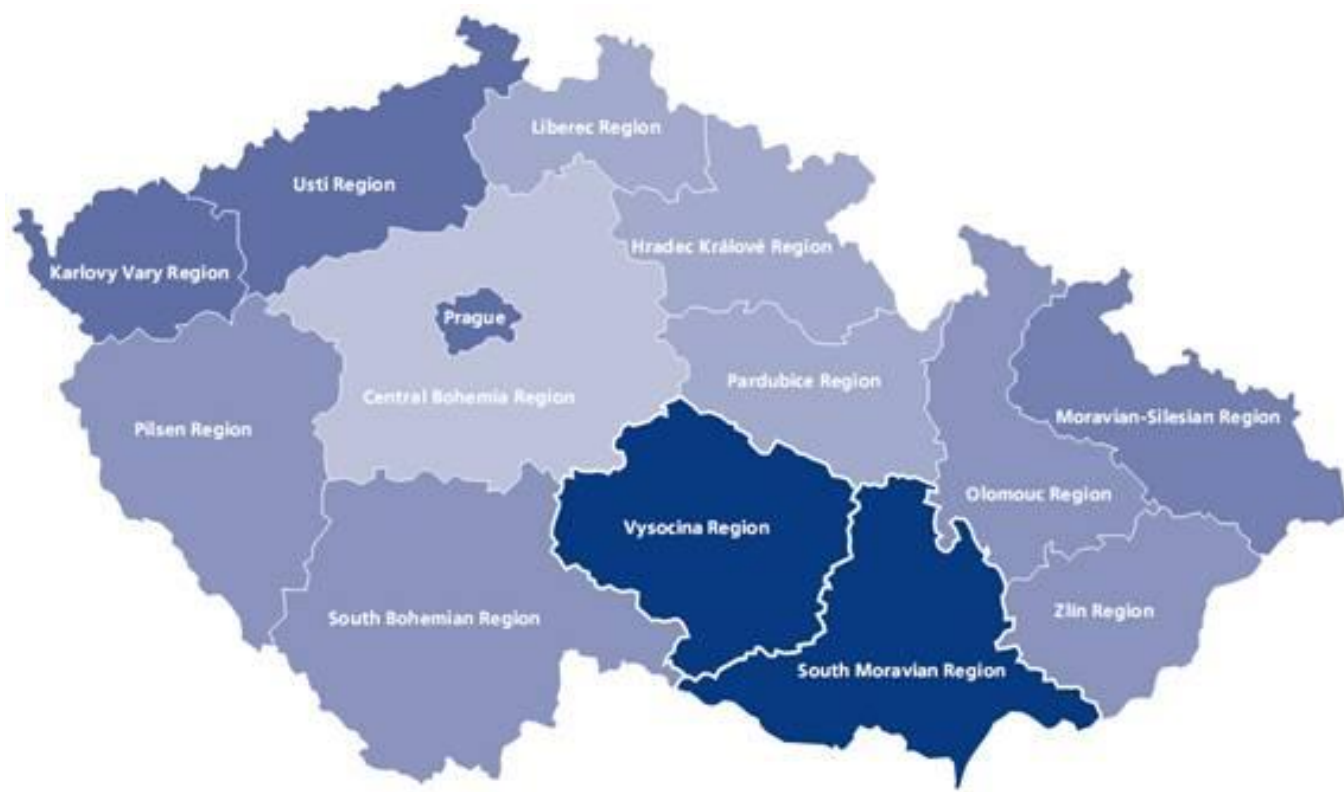 Liberec Region
Usti Region
Hradec Králové Region
Karlovy Vary Region
Prague
Pardubice Region
Central Bohemia Region
Moravian-Silesian Region
Pilsen Region
Olomouc Region
Vysocina Region
Zlín Region
South Bohemian Region
South Moravian Region